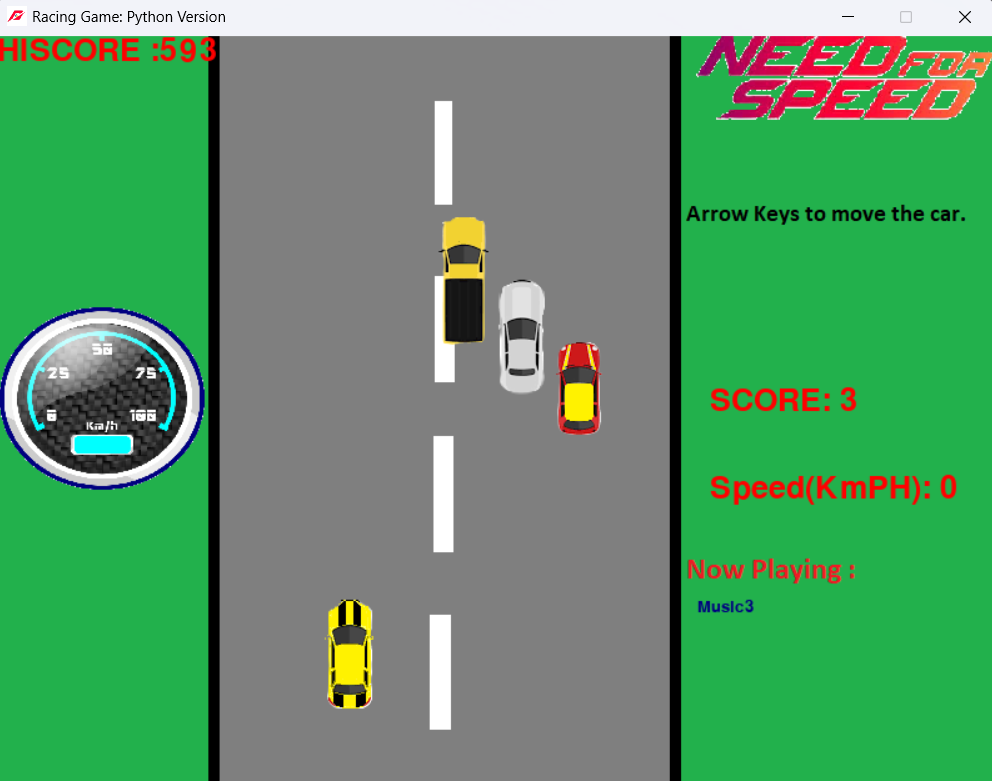 Racing Game: Python Version
HISCORE :593
NEED FOR
SPEED
Arrow Keys to move the car.
50
25 75
0 100
Km/h
SCORE: 3
Speed(KmPH): 0
Now Playing :
Music3